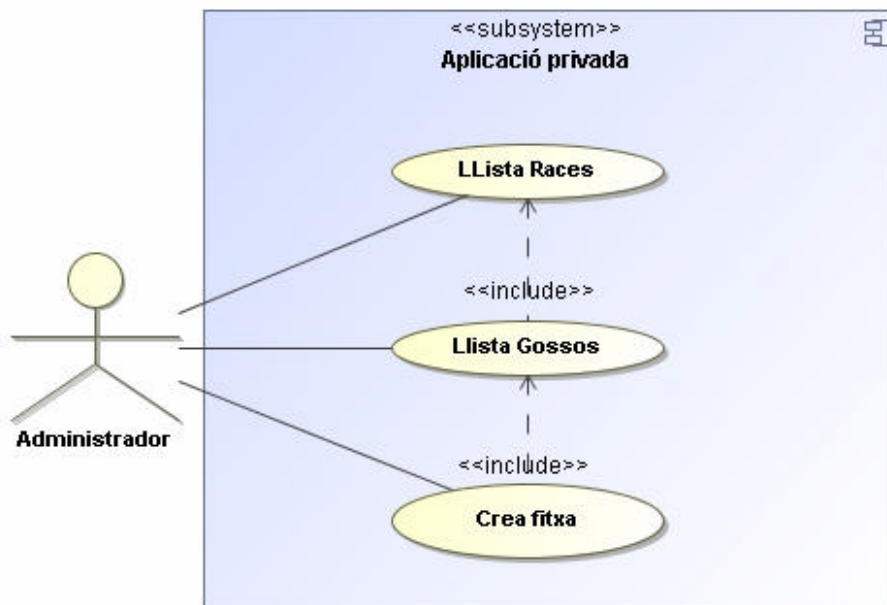 <<subsystem>>
Aplicació privada
LLista Races
<<include>>
Llista Gossos
<<include>>
Crea fitxa
Administrador